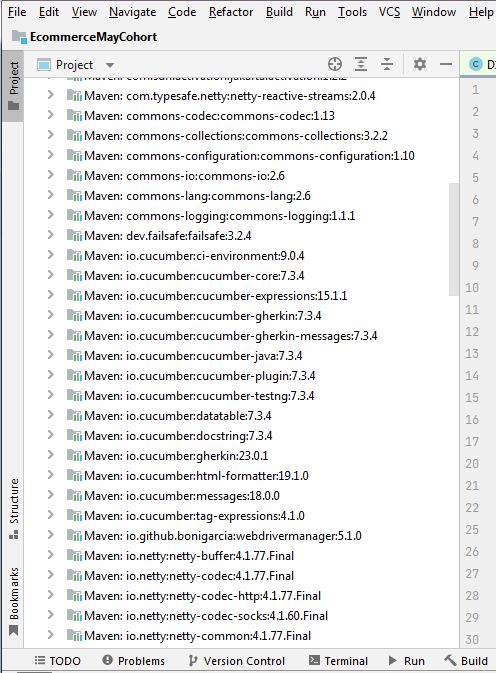 File Edit View Navigate Code Refactor Build Run Tools VCS Window Help
EcommerceMayCohort
Project
Project
Maven: com.typesafe.netty:netty-reactive-streams:2.0.4
Maven: commons-codec:commons-codec:1.13
Maven: commons-collections:commons-collections:3.2.2
Maven: commons-configuration:commons-configuration:1.10
Maven: commons-io:commons-io:2.6
Maven: commons-lang:commons-lang:2.6
Maven: commons-logging:commons-logging:1.1.1
Maven: dev.failsafe:failsafe:3.2.4
Maven: io.cucumber:ci-environment:9.0.4
Maven: io.cucumber:cucumber-core:7.3.4
Maven: io.cucumber:cucumber-expressions:15.1.1
Maven: io.cucumber:cucumber-gherkin:7.3.4
Maven: io.cucumber:cucumber-gherkin-messages:7.3.4
Maven: io.cucumber:cucumber-java:7.3.4
Maven: io.cucumber:cucumber-plugin:7.3.4
Maven: io.cucumber:cucumber-testng:7.3.4
Maven: io.cucumber:datatable:7.3.4
Maven: io.cucumber:docstring:7.3.4
Maven: io.cucumber:gherkin:23.0.1
Maven: io.cucumber:html-formatter:19.1.0
Maven: io.cucumber:messages:18.0.0
Maven: io.cucumber:tag-expressions:4.1.0
Maven: io.github.bonigarcia:webdrivermanager:5.1.0
Maven: io.netty:netty-buffer:4.1.77.Final
Maven: io.netty:netty-codec:4.1.77.Final
Maven: io.netty:netty-codec-http:4.1.77.Final
Maven: io.netty:netty-codec-socks:4.1.60.Final
Maven: io.netty:netty-common:4.1.77.Final
C D
1
2
3
4
5
6
7
8
9
10
11
12
13
14
15
16
17
20
21
22
25
26
27
28
29
30
Structure
Bookmarks
TODO Problems Version Control Terminal Run Build